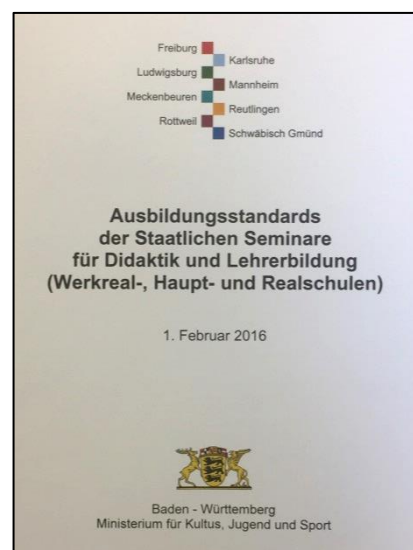 Freiburg
Karlsruhe
Ludwigsburg
Mannheim
Meckenbeuren
Reutlingen
Rottweil
Schwäbisch Gmünd
Ausbildungsstandards
der Staatlichen Seminare
für Didaktik und Lehrerbildung
(Werkreal-, Haupt- und Realschulen)
1. Februar 2016
Baden - Württemberg
Ministerium für Kultus, Jugend und Sport